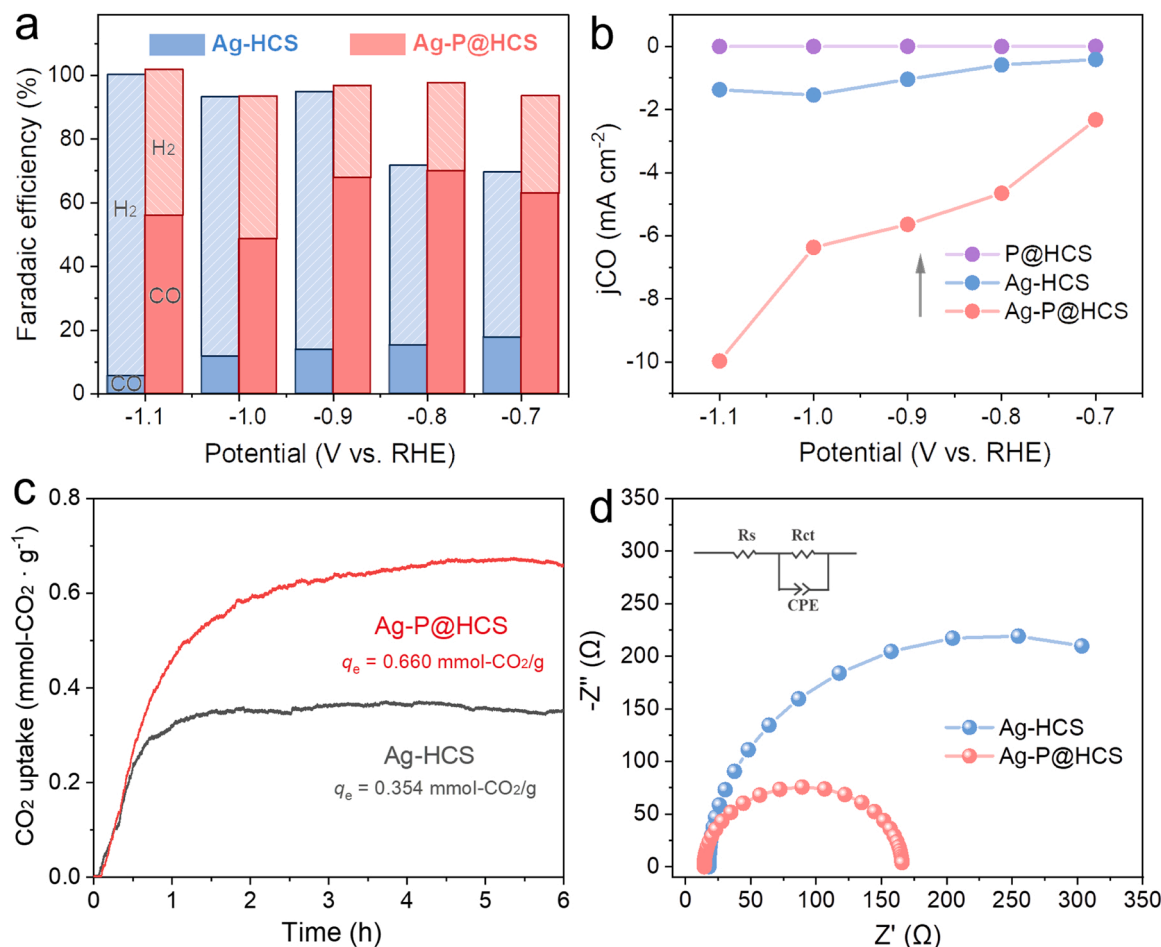 a
Ag-HCS
Ag-P@HCS
Faradaic efficiency (%)
100
80
60
40
20
0
H2
H2
CO
CO
-1.1
-1.0
-0.9
-0.8
-0.7
Potential (V vs. RHE)
b
jCO (mA cm-2)
0
-2
-4
-6
-8
-10
P@HCS
Ag-HCS
Ag-P@HCS
-1.1
-1.0
-0.9
-0.8
-0.7
Potential (V vs. RHE)
c
CO2 uptake (mmol-CO2 · g-1)
0.8
0.6
0.4
0.2
0.0
Ag-P@HCS
qe = 0.660 mmol-CO2/g
Ag-HCS
qe = 0.354 mmol-CO2/g
0
1
2
3
4
5
6
Time (h)
d
-Z" (Ω)
350
300
250
200
150
100
50
0
Rs
Rct
CPE
Ag-HCS
Ag-P@HCS
0
50
100
150
200
250
300
350
Z' (Ω)